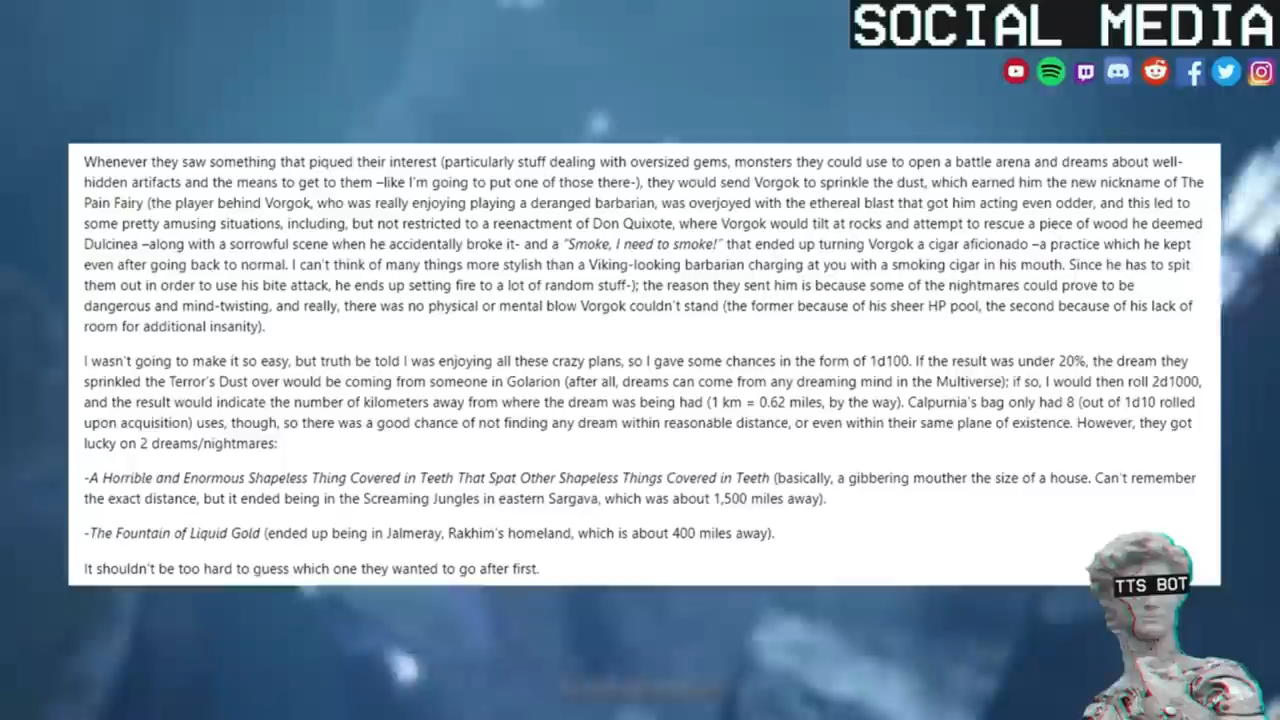 SOCIAL MEDIA
Whenever they saw something that piqued their interest (particularly stuff dealing with oversized gems, monsters they could use to open a battle arena and dreams about well-
hidden artifacts and the means to get to them –like I'm going to put one of those there-), they would send Vorgok to sprinkle the dust, which earned him the new nickname of The
Pain Fairy (the player behind Vorgok, who was really enjoying playing a deranged barbarian, was overjoyed with the ethereal blast that got him acting even odder, and this led to
some pretty amusing situations, including, but not restricted to a reenactment of Don Quixote, where Vorgok would tilt at rocks and attempt to rescue a piece of wood he deemed
Dulcinea –along with a sorrowful scene when he accidentally broke it- and a "Smoke, I need to smoke!" that ended up turning Vorgok a cigar aficionado –a practice which he kept
even after going back to normal. I can't think of many things more stylish than a Viking-looking barbarian charging at you with a smoking cigar in his mouth. Since he has to spit
them out in order to use his bite attack, he ends up setting fire to a lot of random stuff-); the reason they sent him is because some of the nightmares could prove to be
dangerous and mind-twisting, and really, there was no physical or mental blow Vorgok couldn't stand (the former because of his sheer HP pool, the second because of his lack of
room for additional insanity).
I wasn't going to make it so easy, but truth be told I was enjoying all these crazy plans, so I gave some chances in the form of 1d100. If the result was under 20%, the dream they
sprinkled the Terror's Dust over would be coming from someone in Golarion (after all, dreams can come from any dreaming mind in the Multiverse); if so, I would then roll 2d1000,
and the result would indicate the number of kilometers away from where the dream was being had (1 km = 0.62 miles, by the way). Calpurnia's bag only had 8 (out of 1d10 rolled
upon acquisition) uses, though, so there was a good chance of not finding any dream within reasonable distance, or even within their same plane of existence. However, they got
lucky on 2 dreams/nightmares:
-A Horrible and Enormous Shapeless Thing Covered in Teeth That Spat Other Shapeless Things Covered in Teeth (basically, a gibbering mouther the size of a house. Can't remember
the exact distance, but it ended being in the Screaming Jungles in eastern Sargava, which was about 1,500 miles away).
-The Fountain of Liquid Gold (ended up being in Jalmeray, Rakhim's homeland, which is about 400 miles away).
It shouldn't be too hard to guess which one they wanted to go after first.
TTS BOT